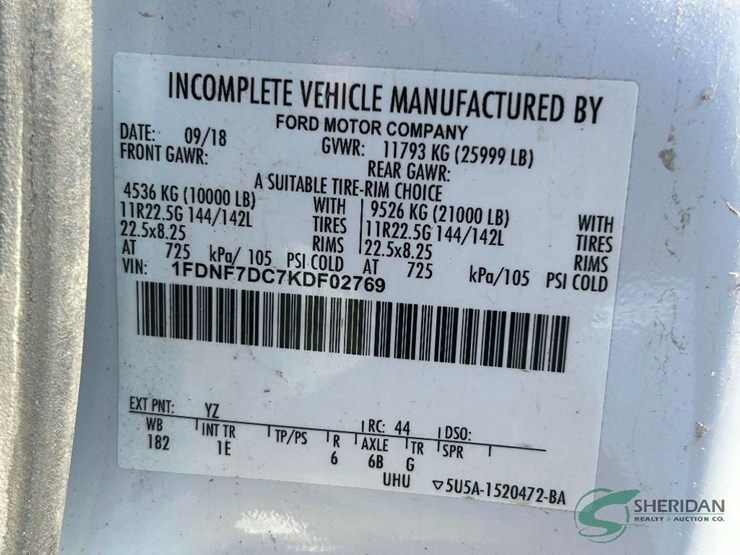 INCOMPLETE VEHICLE MANUFACTURED BY
FORD MOTOR COMPANY
DATE: 09/18 GVWR: 11793 KG (25999 LB)
FRONT GAWR: REAR GAWR:
A SUITABLE TIRE-RIM CHOICE
4536 KG (10000 LB) WITH 9526 KG (21000 LB) WITH
11R22.5G 144/142L TIRES 11R22.5G 144/142L TIRES
22.5x8.25 RIMS 22.5x8.25 RIMS
AT 725 kPa/ 105 PSI COLD AT 725 kPa/105 PSI COLD
VIN: 1FDNF7DC7KDF02769
EXT PNT: YZ RC: 44 DSO:
WB INT TR TP/PS R AXLE TR SPR
182 1E 6 6B G
UHU ▽5U5A-1520472-BA
SHERIDAN
REALTY & AUCTION CO.